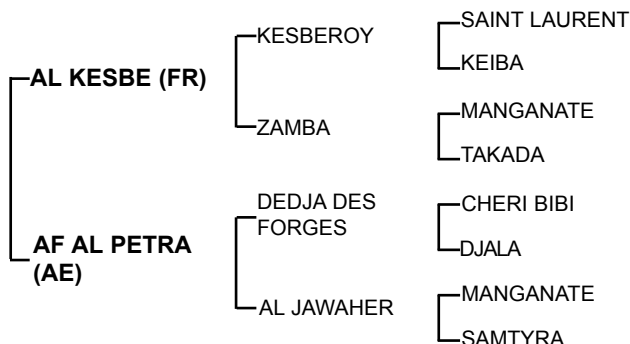 SAINT LAURENT
KESBEROY
KEIBA
AL KESBE (FR)
MANGANATE
ZAMBA
TAKADA
DEDJA DES
FORGES
CHERI BIBI
AF AL PETRA
(AE)
DJALA
MANGANATE
AL JAWAHER
SAMTYRA